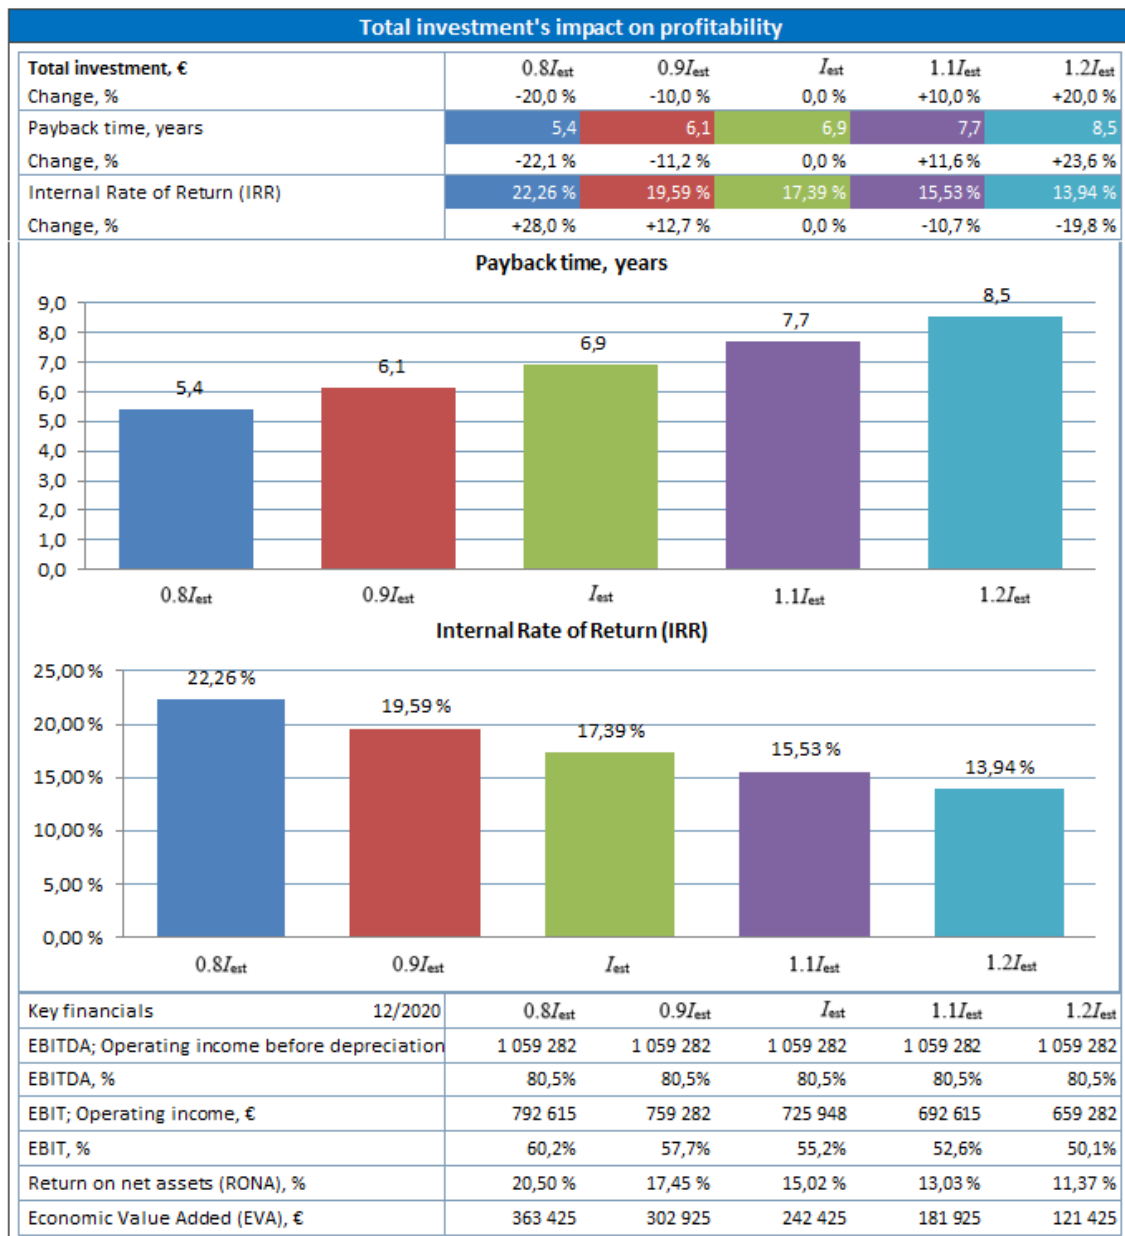 Total investment's impact on profitability
Total investment, € 0.8Iest 0.9Iest Iest 1.1Iest 1.2Iest
Change, % -20,0 % -10,0 % 0,0 % +10,0 % +20,0 %
Payback time, years 5,4 6,1 6,9 7,7 8,5
Change, % -22,1 % -11,2 % 0,0 % +11,6 % +23,6 %
Internal Rate of Return (IRR) 22,26 % 19,59 % 17,39 % 15,53 % 13,94 %
Change, % +28,0 % +12,7 % 0,0 % -10,7 % -19,8 %
Payback time, years
9,0
8,0
7,0
6,0
5,0
4,0
3,0
2,0
1,0
0,0
5,4 6,1 6,9 7,7 8,5
0.8Iest 0.9Iest Iest 1.1Iest 1.2Iest
Internal Rate of Return (IRR)
25,00 %
20,00 %
15,00 %
10,00 %
5,00 %
0,00 %
22,26 % 19,59 % 17,39 % 15,53 % 13,94 %
0.8Iest 0.9Iest Iest 1.1Iest 1.2Iest
Key financials 12/2020 0.8Iest 0.9Iest Iest 1.1Iest 1.2Iest
EBITDA; Operating income before depreciation 1 059 282 1 059 282 1 059 282 1 059 282 1 059 282
EBITDA, % 80,5% 80,5% 80,5% 80,5% 80,5%
EBIT; Operating income, € 792 615 759 282 725 948 692 615 659 282
EBIT, % 60,2% 57,7% 55,2% 52,6% 50,1%
Return on net assets (RONA), % 20,50 % 17,45 % 15,02 % 13,03 % 11,37 %
Economic Value Added (EVA), € 363 425 302 925 242 425 181 925 121 425